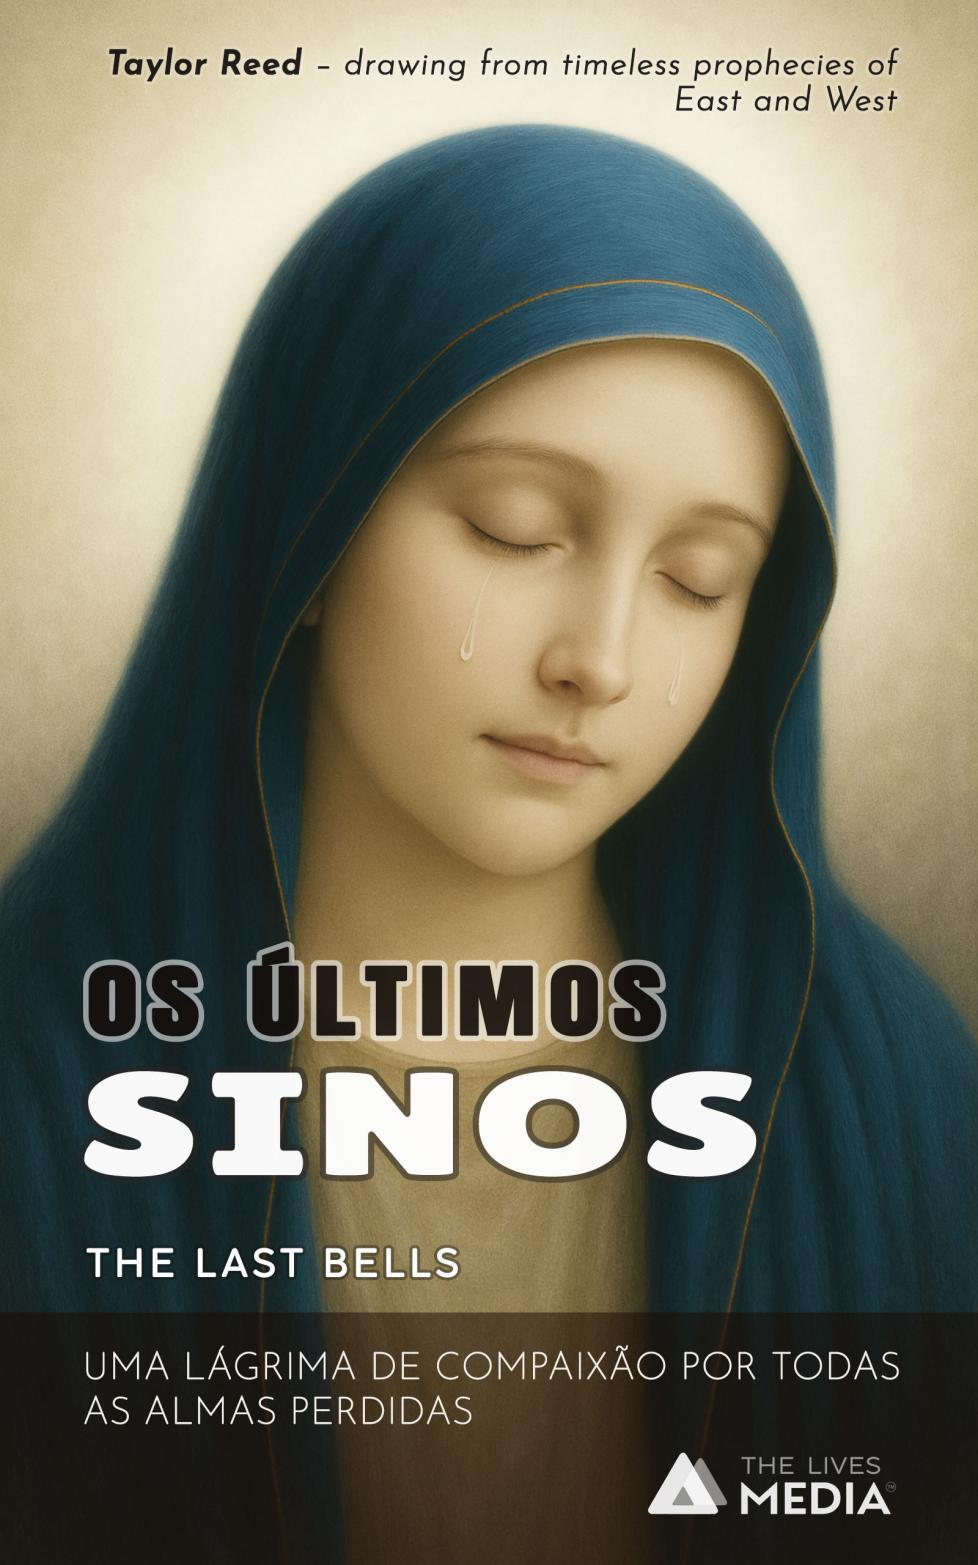 Taylor Reed – drawing from timeless prophecies of
East and West
OS ÚLTIMOS
SINOS
THE LAST BELLS
UMA LÁGRIMA DE COMPAIXÃO POR TODAS
AS ALMAS PERDIDAS
THE LIVES
MEDIA™